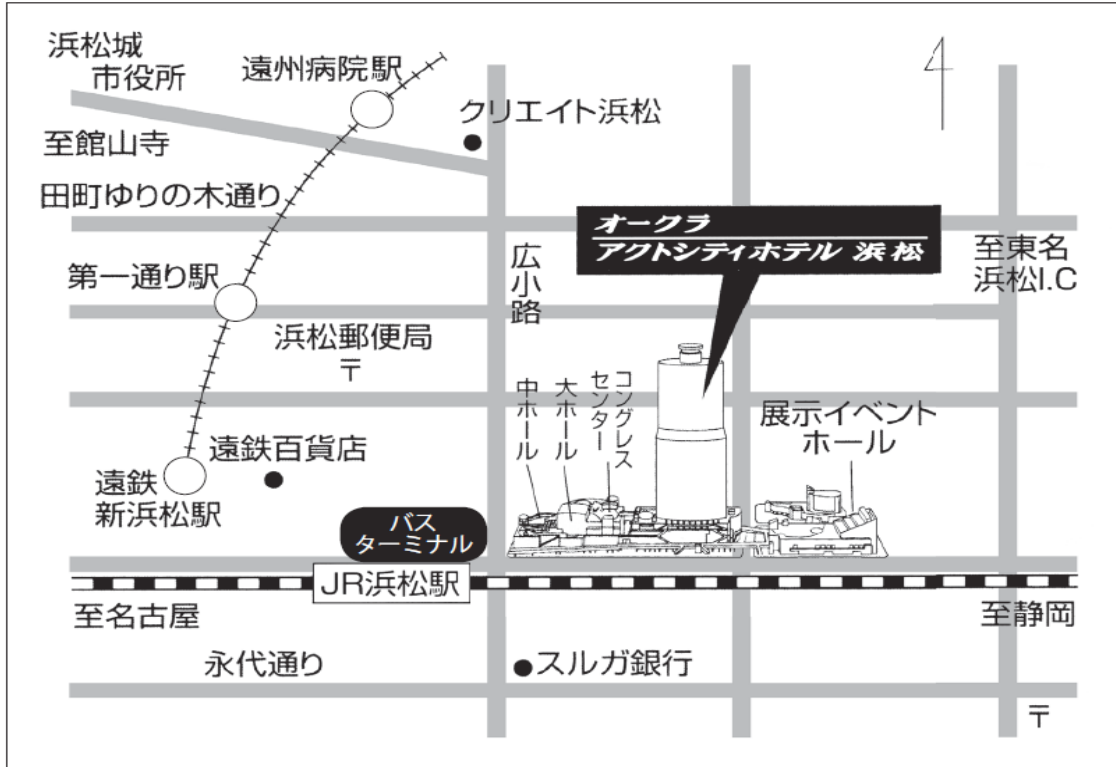 浜松城
市役所
遠州病院駅
クリエイト浜松
至館山寺
田町ゆりの木通り
オークラ
アクトシティホテル 浜松
広小路
至東名
浜松I.C
第一通り駅
浜松郵便局
〒
中ホール
大ホール
コングレス
センター
展示イベント
ホール
遠鉄百貨店
遠鉄
新浜松駅
バス
ターミナル
JR浜松駅
至名古屋
至静岡
永代通り
スルガ銀行
〒